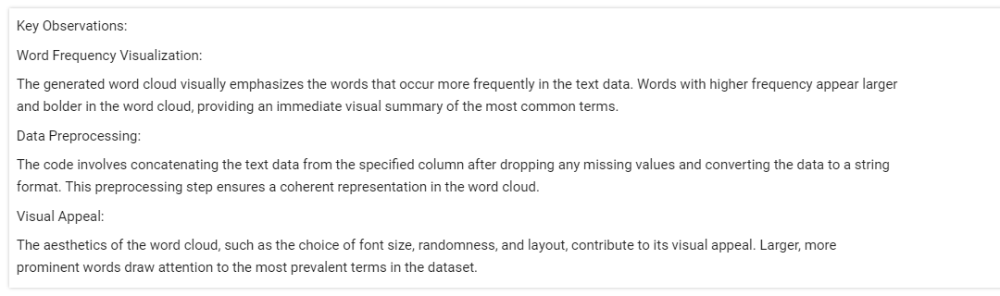 Key Observations:
Word Frequency Visualization:
The generated word cloud visually emphasizes the words that occur more frequently in the text data. Words with higher frequency appear larger
and bolder in the word cloud, providing an immediate visual summary of the most common terms.
Data Preprocessing:
The code involves concatenating the text data from the specified column after dropping any missing values and converting the data to a string
format. This preprocessing step ensures a coherent representation in the word cloud.
Visual Appeal:
The aesthetics of the word cloud, such as the choice of font size, randomness, and layout, contribute to its visual appeal. Larger, more
prominent words draw attention to the most prevalent terms in the dataset.